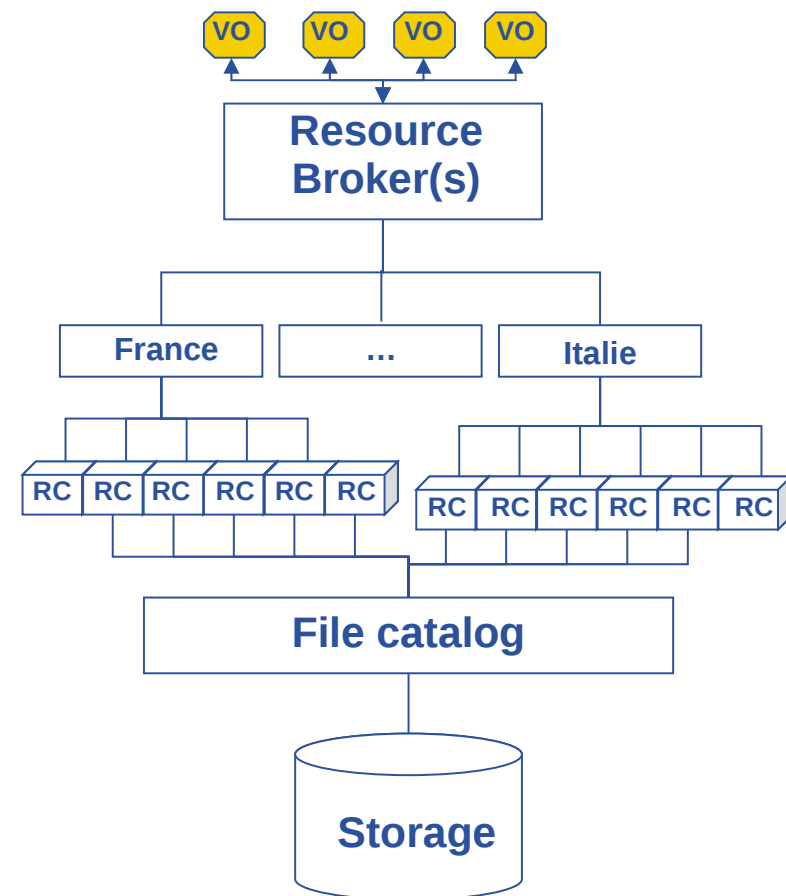 VO VO VO VO
Resource
Broker(s)
France ... Italie
RC RC RC RC RC RC
RC RC RC RC RC RC
File catalog
Storage